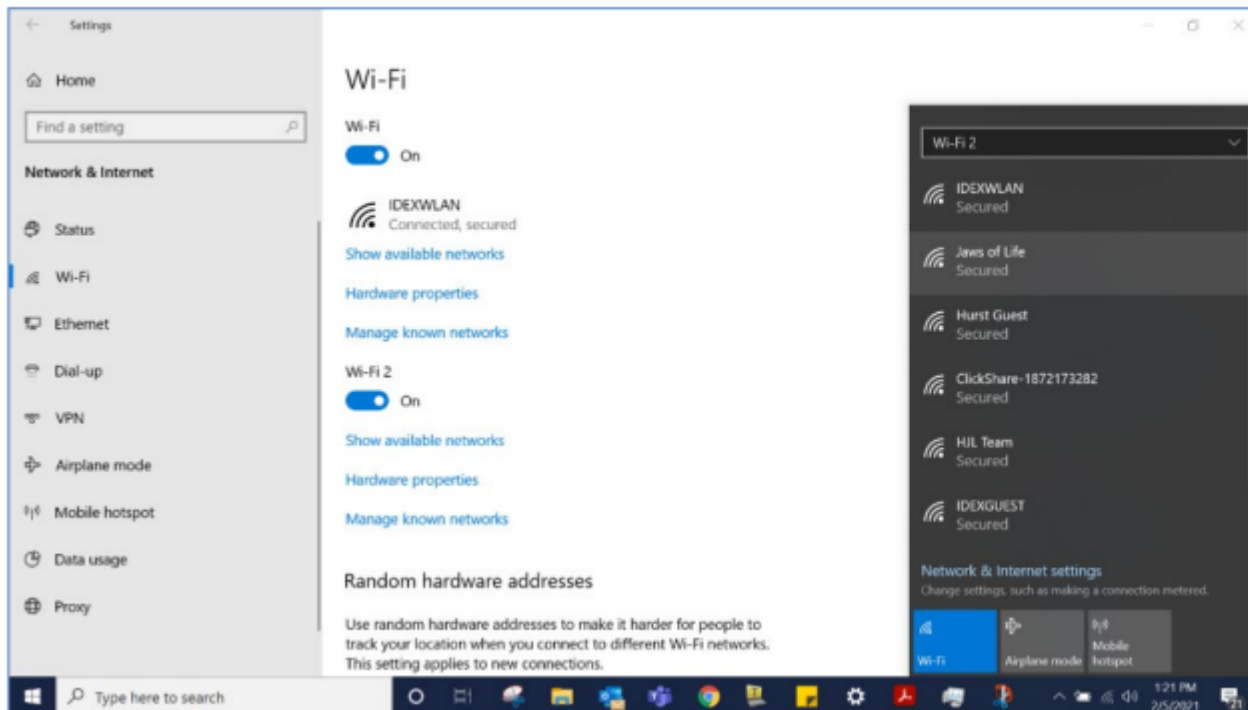 Settings
Home
Find a setting
Network & Internet
Status
Wi-Fi
Ethernet
Dial-up
VPN
Airplane mode
Mobile hotspot
Data usage
Proxy
Wi-Fi
Wi-Fi
On
IDEXWLAN
Connected, secured
Show available networks
Hardware properties
Manage known networks
Wi-Fi 2
On
Show available networks
Hardware properties
Manage known networks
Random hardware addresses
Use random hardware addresses to make it harder for people to
track your location when you connect to different Wi-Fi networks.
This setting applies to new connections.
Wi-Fi 2
IDEXWLAN
Secured
Jaws of Life
Secured
Hurst Guest
Secured
ClickShare-1872173282
Secured
HJL Team
Secured
IDEXGUEST
Secured
Network & Internet settings
Change settings, such as making a connection metered.
Wi-Fi
Airplane mode
Mobile
hotspot
Type here to search
1:21 PM
2/5/2021
21